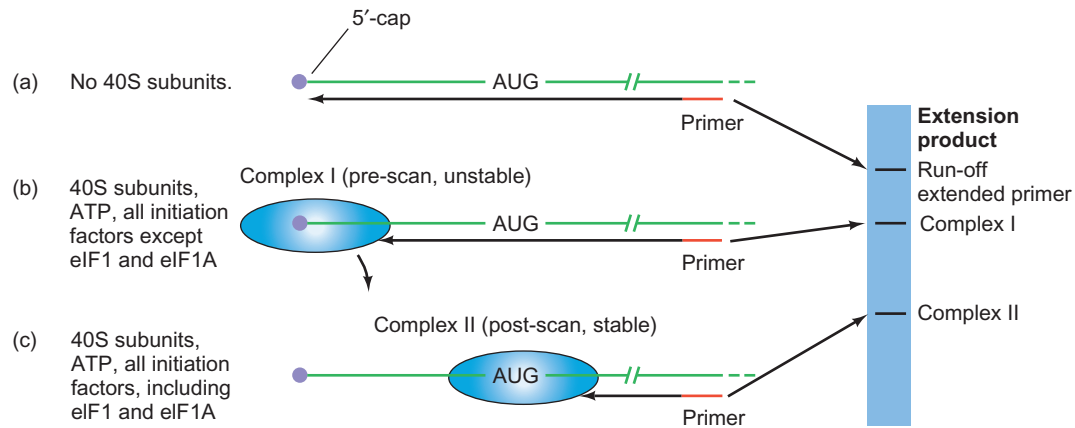 5′-cap
(a) No 40S subunits.
AUG
Primer
Extension
product
Run-off
extended primer
Complex I (pre-scan, unstable)
(b) 40S subunits,
ATP, all initiation
factors except
eIF1 and eIF1A
AUG
Primer
Complex I
Complex II (post-scan, stable)
Complex II
(c) 40S subunits,
ATP, all initiation
factors, including
eIF1 and eIF1A
AUG
Primer